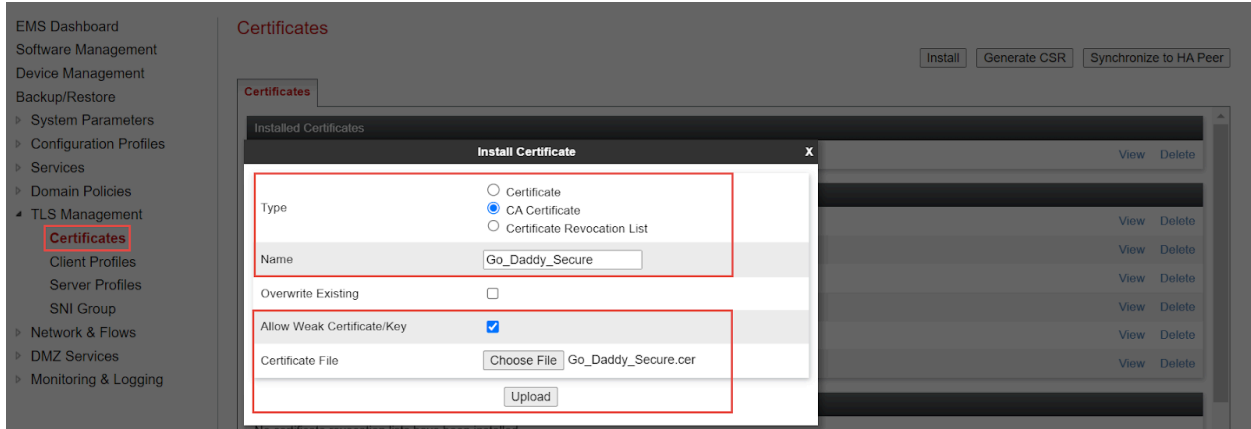 EMS Dashboard
Software Management
Device Management
Backup/Restore
System Parameters
Configuration Profiles
Services
Domain Policies
TLS Management
Certificates
Client Profiles
Server Profiles
SNI Group
Network & Flows
DMZ Services
Monitoring & Logging
Certificates
Install Generate CSR Synchronize to HA Peer
Certificates
Installed Certificates
View Delete
View Delete
View Delete
View Delete
View Delete
View Delete
View Delete
Install Certificate X
Type
Certificate
CA Certificate
Certificate Revocation List
Name Go_Daddy_Secure
Overwrite Existing
Allow Weak Certificate/Key
Certificate File Choose File Go_Daddy_Secure.cer
Upload